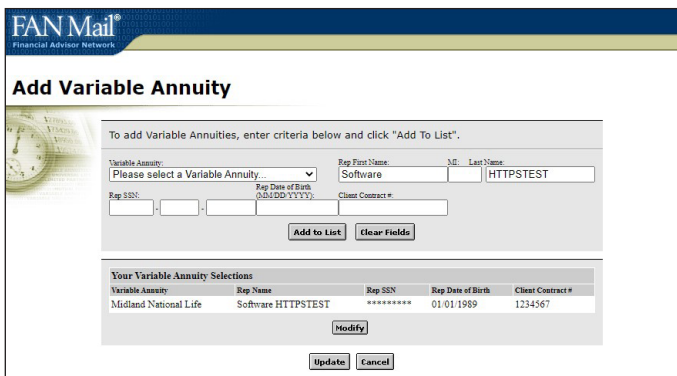 FAN Mail®
Financial Advisor Network
Add Variable Annuity
To add Variable Annuities, enter criteria below and click "Add To List".
Variable Annuity: Rep First Name: MI: Last Name:
Please select a Variable Annuity... Software HTTPSTEST
Rep SSN: Rep Date of Birth (MM/DD/YYYY): Client Contract #:
- -
Add to List Clear Fields
Your Variable Annuity Selections
Variable Annuity Rep Name Rep SSN Rep Date of Birth Client Contract #
Midland National Life Software HTTPSTEST ********* 01/01/1989 1234567
Modify
Update Cancel